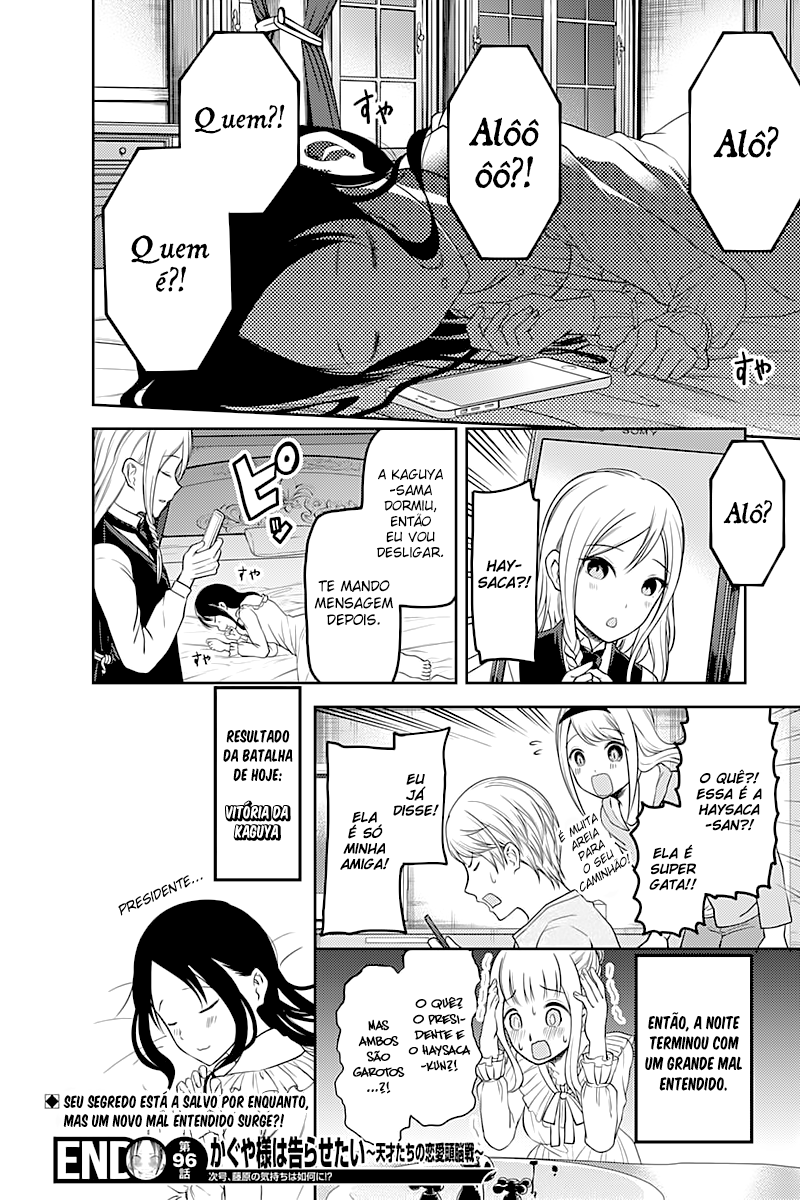 Alô?
Alôô
ôô?!
Quem?!
Quem
é?!
すや
すや
SONY
Alô?
HAY-
SACA?!
A KAGUYA
-SAMA
DORMIU,
ENTÃO
EU VOU
DESLIGAR.
TE MANDO
MENSAGEM
DEPOIS.
ピッ
すゃ
すゃ
O QUÊ?!
ESSA É A
HAYSACA
-SAN?!
ELA É
SUPER
GATA!!
É MUITA
AREIA
PARA
O SEU
CAMINHÃO!
EU
JÁ
DISSE!
ELA
É SÓ
MINHA
AMIGA!
RESULTADO
DA BATALHA
DE HOJE:
VITÓRIA DA
KAGUYA
PRESIDENTE...
ENTÃO, A NOITE
TERMINOU COM
UM GRANDE MAL
ENTENDIDO.
O QUÊ?
O PRESI-
DENTE E
O HAYSACA
-KUN?!
MAS
AMBOS
SÃO
GAROTOS
...?!
SEU SEGREDO ESTÁ A SALVO POR ENQUANTO,
MAS UM NOVO MAL ENTENDIDO SURGE?!
END
第96話
かぐや様は告らせたい～天才たちの恋愛頭脳戦～
次号、藤原の気持ちは如何に!?